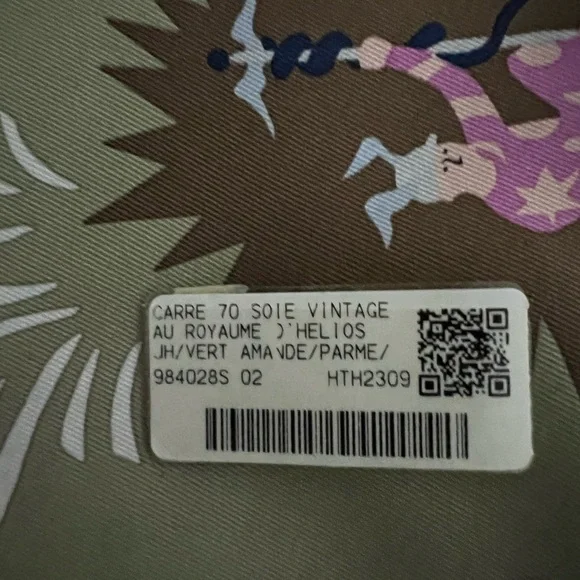 CARRE 70 SOIE VINTAGE
AU ROYAUME D'HELIOS
JH/VERT AMANDE/PARME/
984028S 02 HTH2309